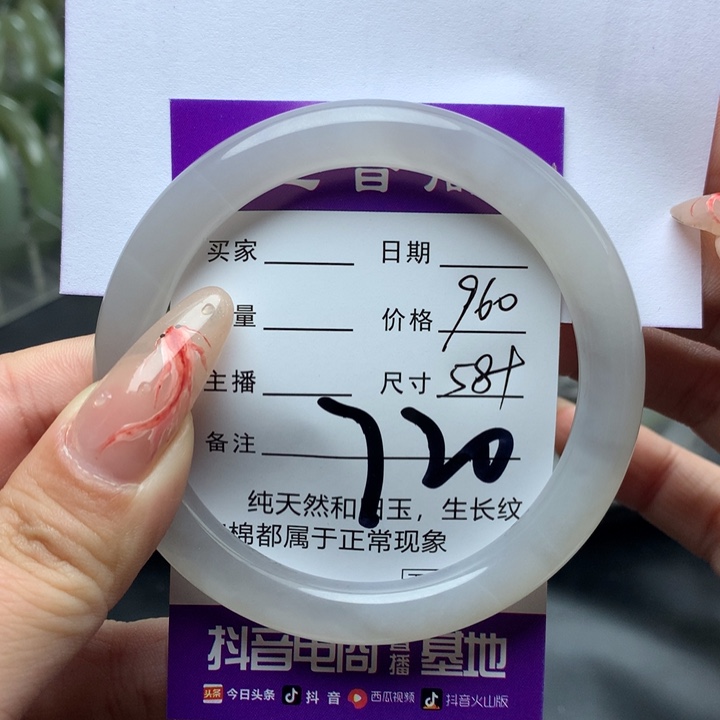 买家 日期
量 价格 960
主播 尺寸 58+
备注 720
纯天然和田玉，生长纹
棉都属于正常现象
抖音电商直播基地
头条 今日头条 抖音 西瓜视频 抖音火山版